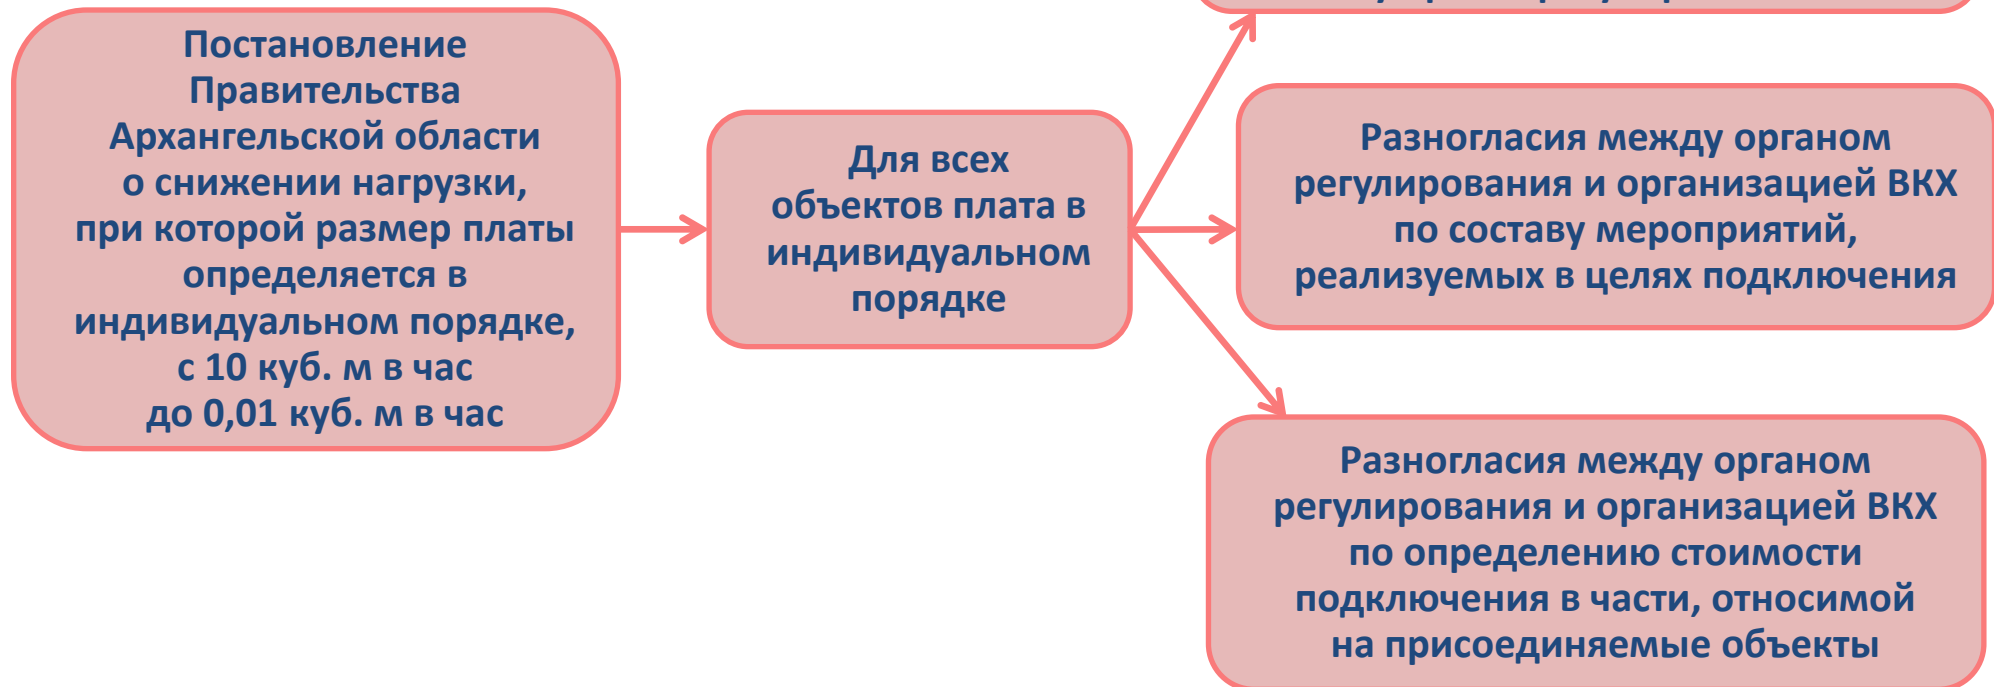 Постановление
Правительства
Архангельской области
о снижении нагрузки,
при которой размер платы
определяется в
индивидуальном порядке,
с 10 куб. м в час
до 0,01 куб. м в час
Для всех
объектов плата в
индивидуальном
порядке
Разногласия между органом
регулирования и организацией ВКХ
по составу мероприятий,
реализуемых в целях подключения
Разногласия между органом
регулирования и организацией ВКХ
по определению стоимости
подключения в части, относимой
на присоединяемые объекты